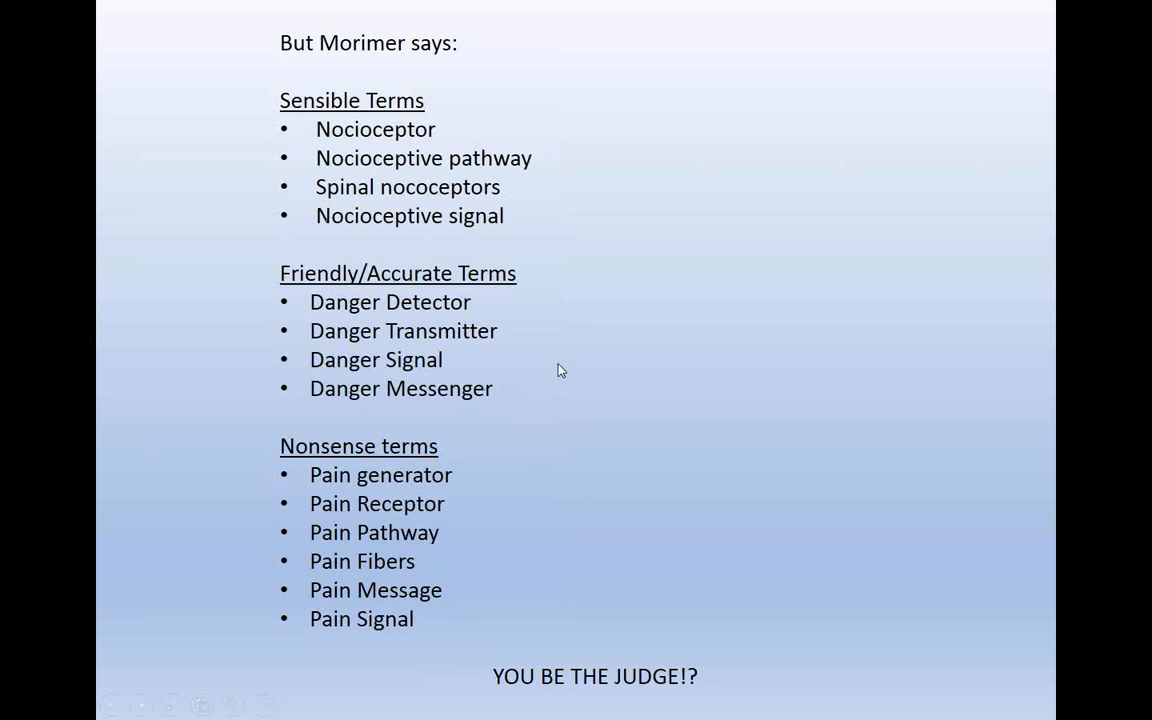 But Morimer says:
Sensible Terms
• Nocioceptor
• Nocioceptive pathway
• Spinal nococeptors
• Nocioceptive signal
Friendly/Accurate Terms
• Danger Detector
• Danger Transmitter
• Danger Signal
• Danger Messenger
Nonsense terms
• Pain generator
• Pain Receptor
• Pain Pathway
• Pain Fibers
• Pain Message
• Pain Signal
YOU BE THE JUDGE!?